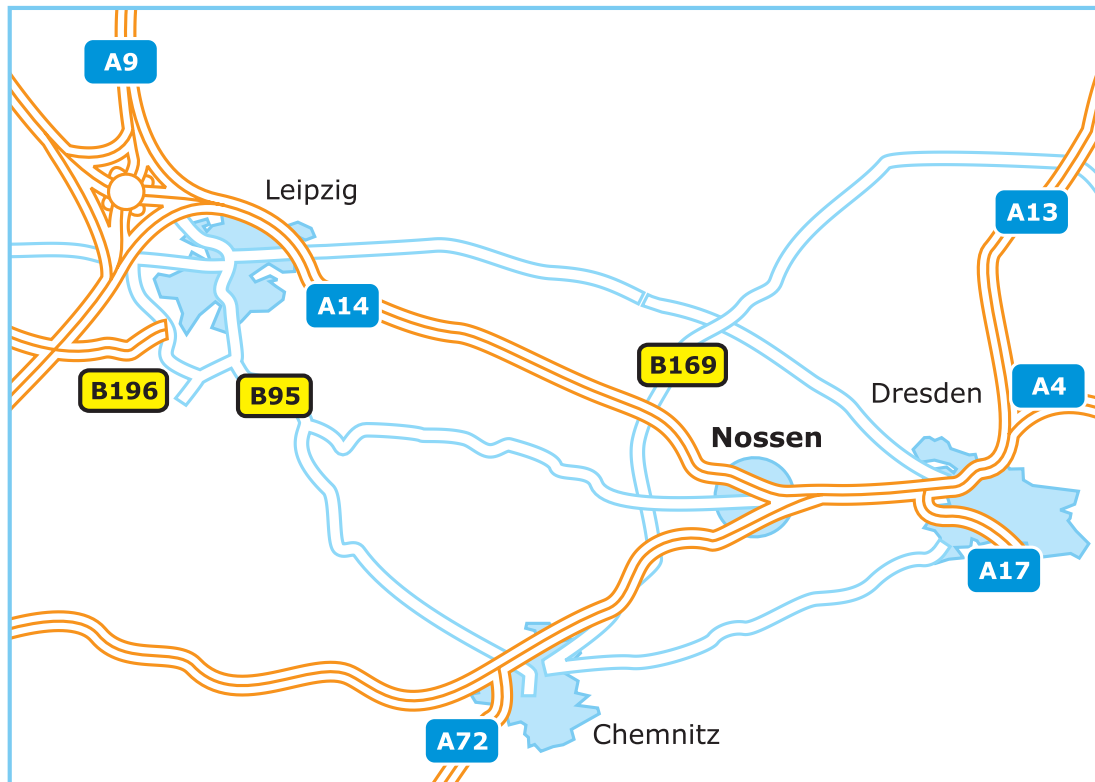 A9
Leipzig
A13
A14
B169
B196
B95
Dresden
A4
Nossen
A17
A72
Chemnitz